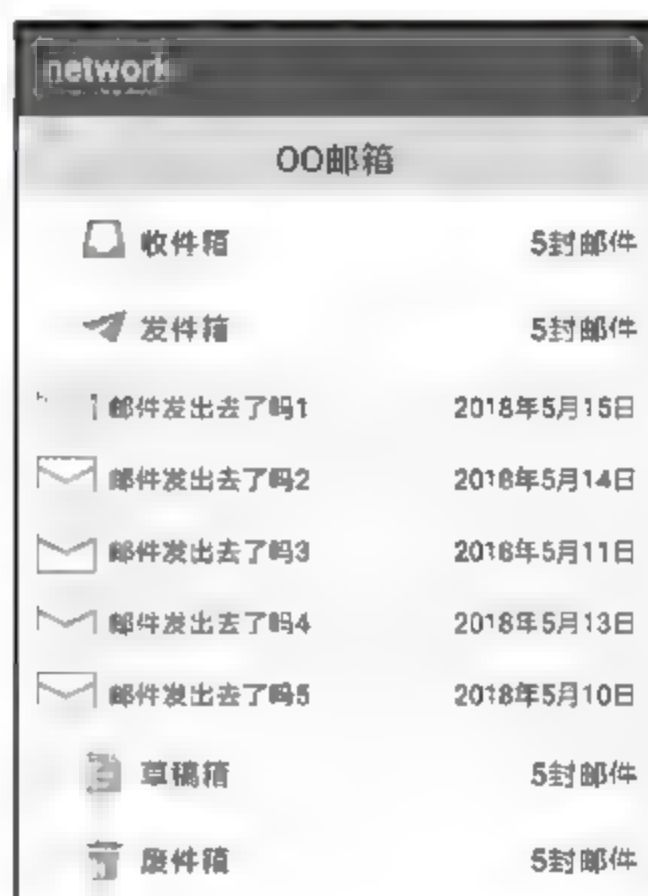 network
OO邮箱
收件箱 5封邮件
发件箱 5封邮件
邮件发出去了吗1 2018年5月15日
邮件发出去了吗2 2018年5月14日
邮件发出去了吗3 2018年5月11日
邮件发出去了吗4 2018年5月13日
邮件发出去了吗5 2018年5月10日
草稿箱 5封邮件
废件箱 5封邮件